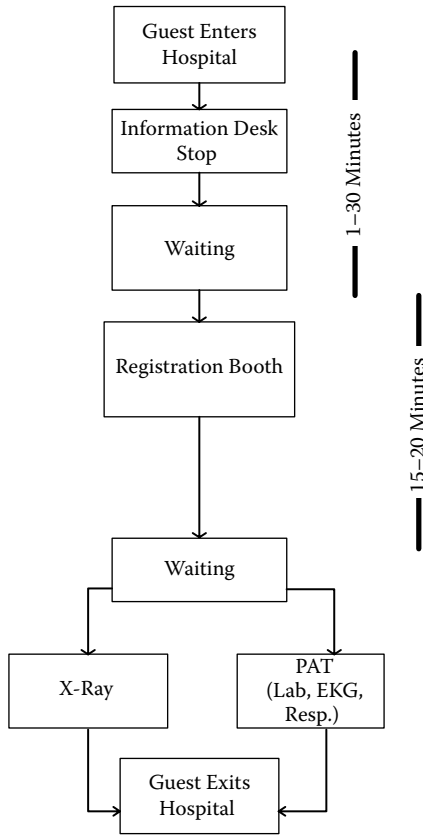 Guest Enters
Hospital
Information Desk
Stop
1–30 Minutes
Waiting
Registration Booth
15–20 Minutes
Waiting
X-Ray
PAT
(Lab, EKG,
Resp.)
Guest Exits
Hospital